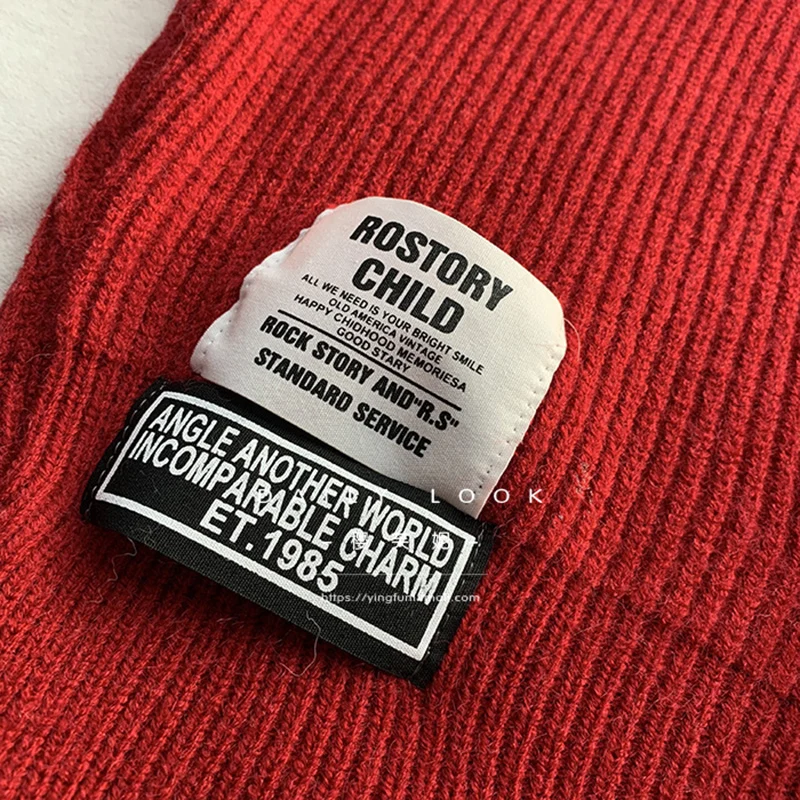 ROSTORY
CHILD
ALL WE NEED IS YOUR BRIGHT SMILE
OLD AMERICA VINTAGE
HAPPY CHIDHOOD MEMORIESA
GOOD STARY
ROCK STORY AND"R.S"
STANDARD SERVICE
ANGLE ANOTHER WORLD
INCOMPARABLE CHARM
ET.1985
LOOK